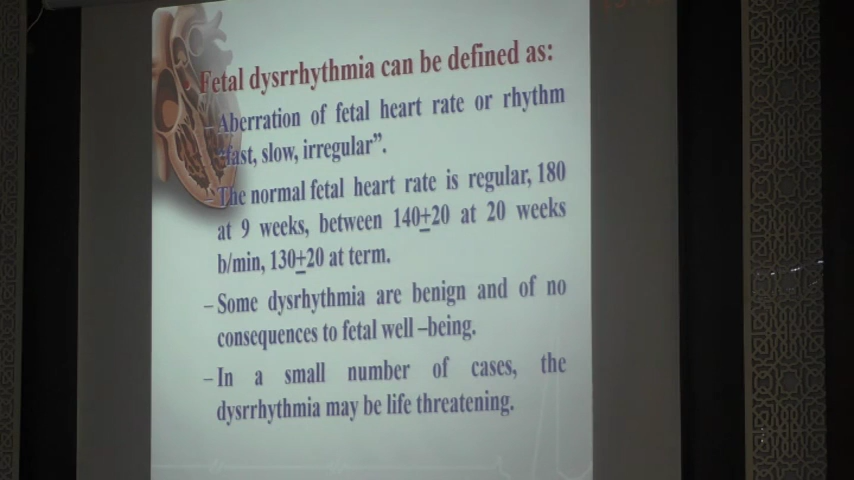 Fetal dysrrhythmia can be defined as:
– Aberration of fetal heart rate or rhythm
“fast, slow, irregular”.
– The normal fetal heart rate is regular, 180
at 9 weeks, between 140+20 at 20 weeks
b/min, 130+20 at term.
– Some dysrhythmia are benign and of no
consequences to fetal well –being.
– In a small number of cases, the
dysrrhythmia may be life threatening.